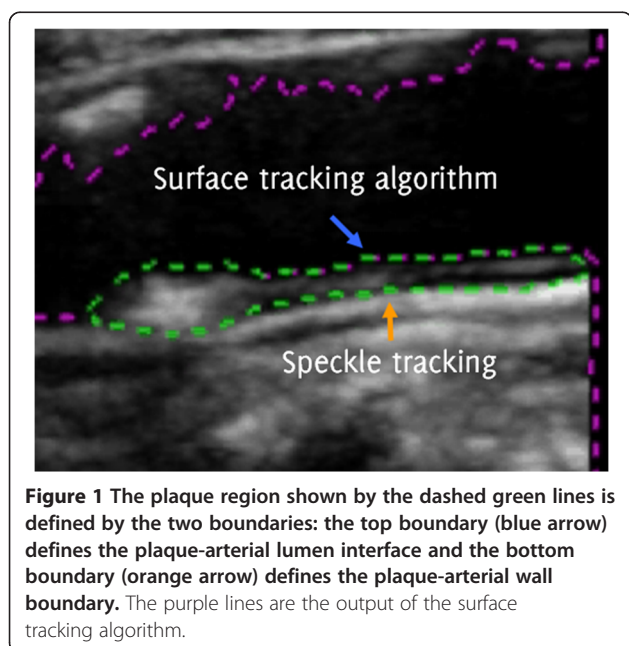 Surface tracking algorithm
Speckle tracking
Figure 1 The plaque region shown by the dashed green lines is
defined by the two boundaries: the top boundary (blue arrow)
defines the plaque-arterial lumen interface and the bottom
boundary (orange arrow) defines the plaque-arterial wall
boundary. The purple lines are the output of the surface
tracking algorithm.